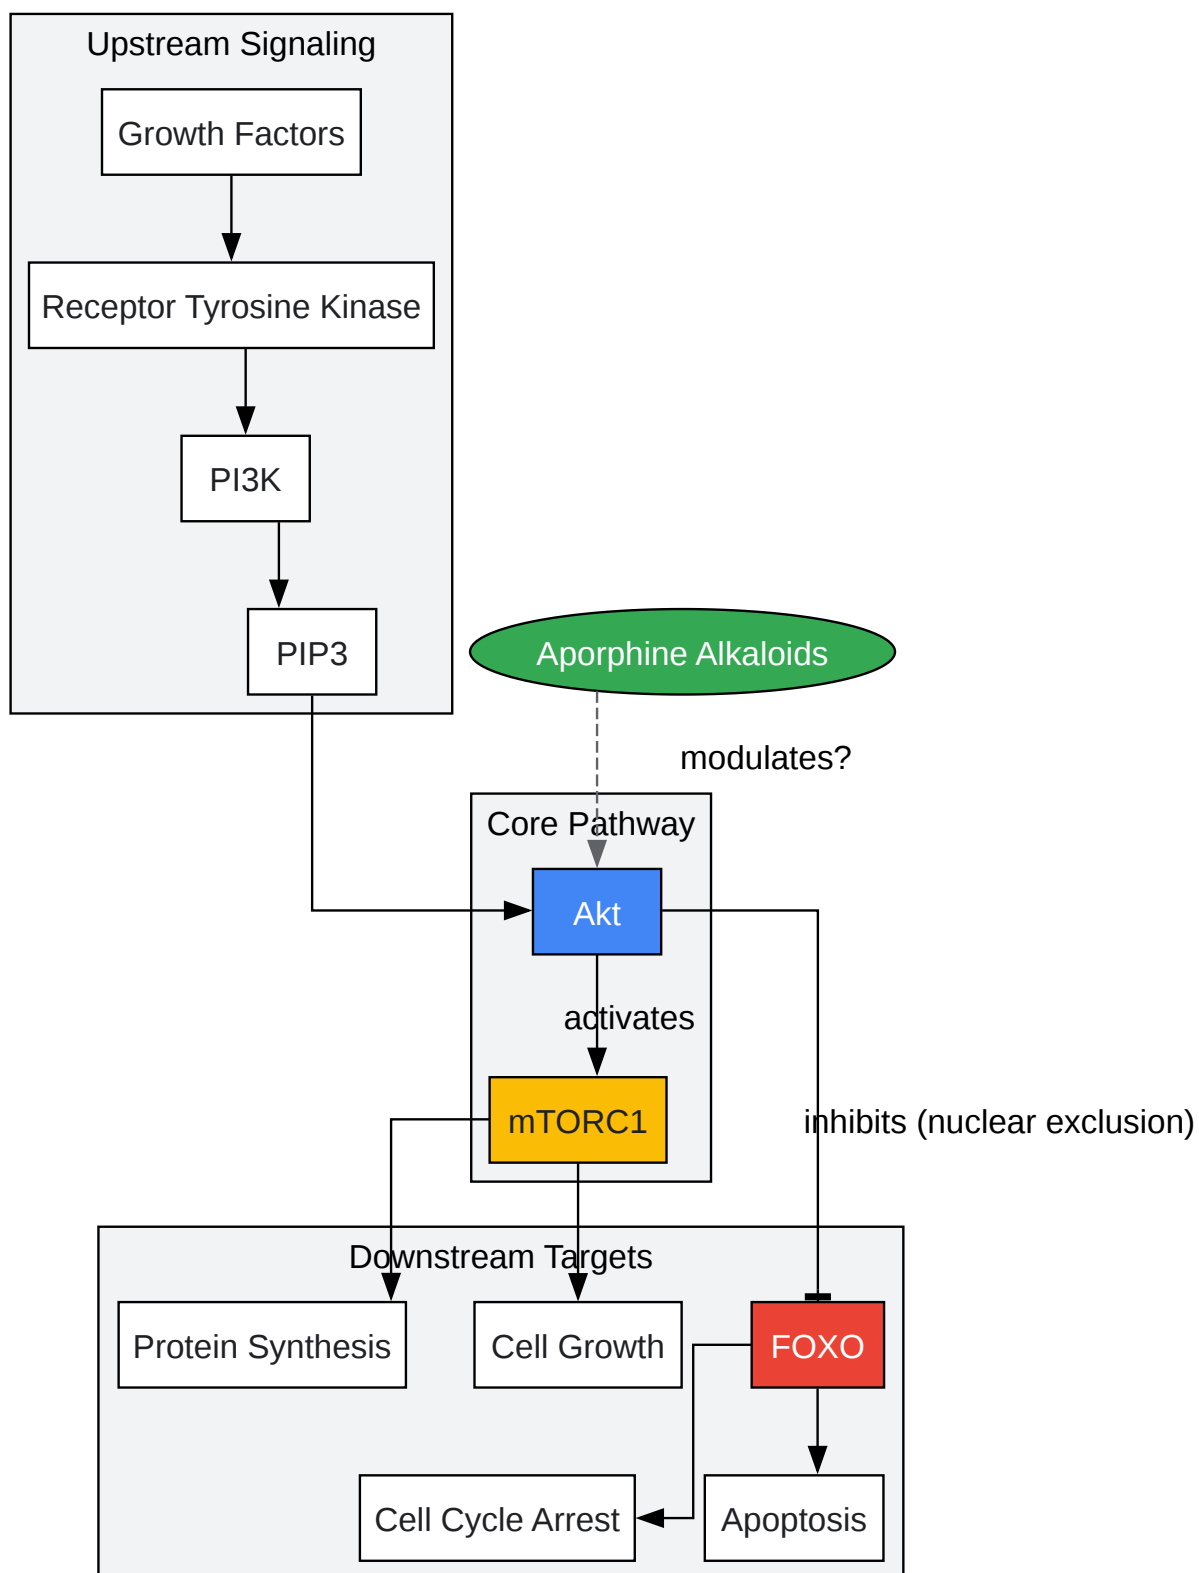 Upstream Signaling
Growth Factors
Receptor Tyrosine Kinase
PI3K
PIP3
Aporphine Alkaloids
modulates?
Core Pathway
Akt
activates
mTORC1
inhibits (nuclear exclusion)
Downstream Targets
Protein Synthesis
Cell Growth
FOXO
Cell Cycle Arrest
Apoptosis